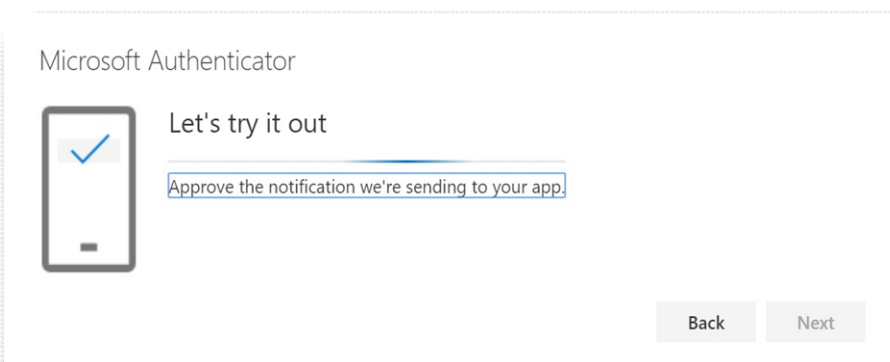 Microsoft Authenticator
Let's try it out
Approve the notification we're sending to your app.
Back
Next